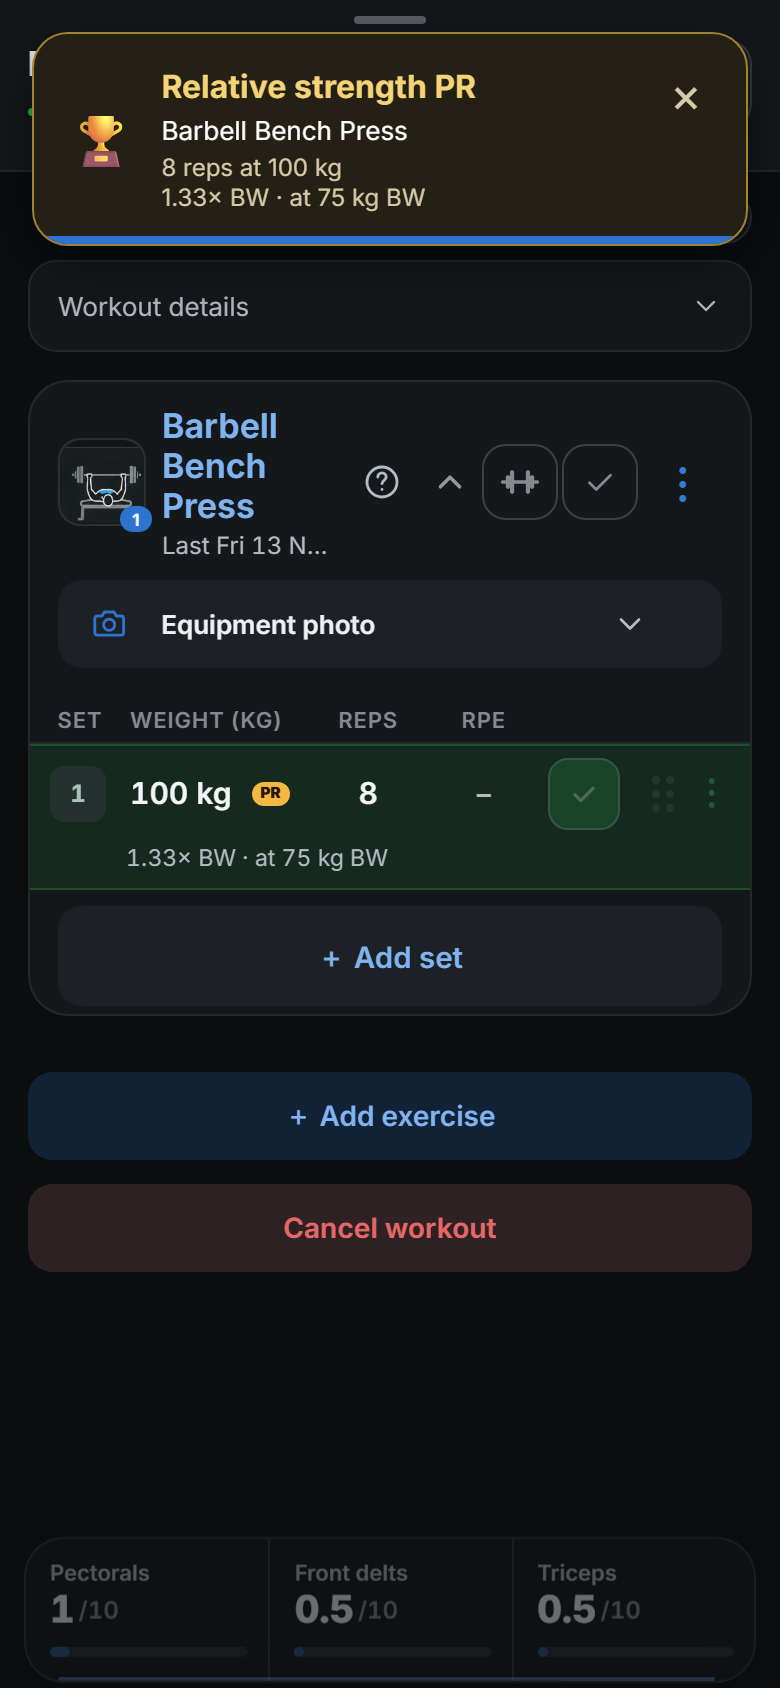 Relative strength PR
Barbell Bench Press
8 reps at 100 kg
1.33× BW · at 75 kg BW
Workout details
Barbell
Bench
Press
1
Last Fri 13 N...
Equipment photo
SET WEIGHT (KG) REPS RPE
1 100 kg PR 8 –
1.33× BW · at 75 kg BW
+ Add set
+ Add exercise
Cancel workout
Pectorals Front delts Triceps
1 /10 0.5 /10 0.5 /10